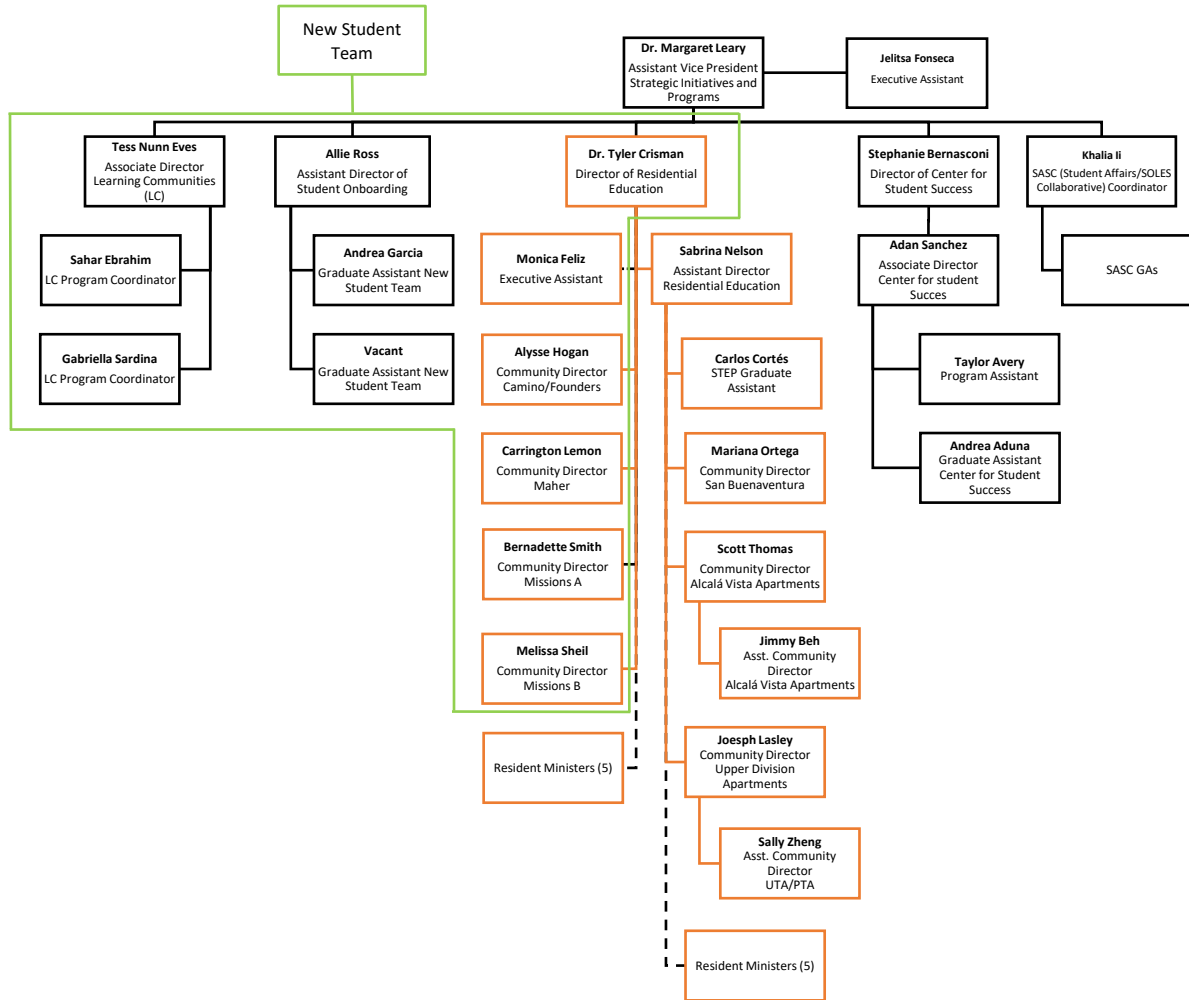 New Student
Team
Dr. Margaret Leary
Assistant Vice President
Strategic Initiatives and
Programs
Jelitsa Fonseca
Executive Assistant
Tess Nunn Eves
Associate Director
Learning Communities
(LC)
Allie Ross
Assistant Director of
Student Onboarding
Dr. Tyler Crisman
Director of Residential
Education
Stephanie Bernasconi
Director of Center for
Student Success
Khalia Ii
SASC (Student Affairs/SOLES
Collaborative) Coordinator
Sahar Ebrahim
LC Program Coordinator
Andrea Garcia
Graduate Assistant New
Student Team
Monica Feliz
Executive Assistant
Sabrina Nelson
Assistant Director
Residential Education
Adan Sanchez
Associate Director
Center for student
Succes
SASC GAs
Gabriella Sardina
LC Program Coordinator
Vacant
Graduate Assistant New
Student Team
Alysse Hogan
Community Director
Camino/Founders
Carlos Cortés
STEP Graduate
Assistant
Taylor Avery
Program Assistant
Carrington Lemon
Community Director
Maher
Mariana Ortega
Community Director
San Buenaventura
Andrea Aduna
Graduate Assistant
Center for Student
Success
Bernadette Smith
Community Director
Missions A
Scott Thomas
Community Director
Alcalá Vista Apartments
Melissa Sheil
Community Director
Missions B
Jimmy Beh
Asst. Community
Director
Alcalá Vista Apartments
Resident Ministers (5)
Joesph Lasley
Community Director
Upper Division
Apartments
Sally Zheng
Asst. Community
Director
UTA/PTA
Resident Ministers (5)